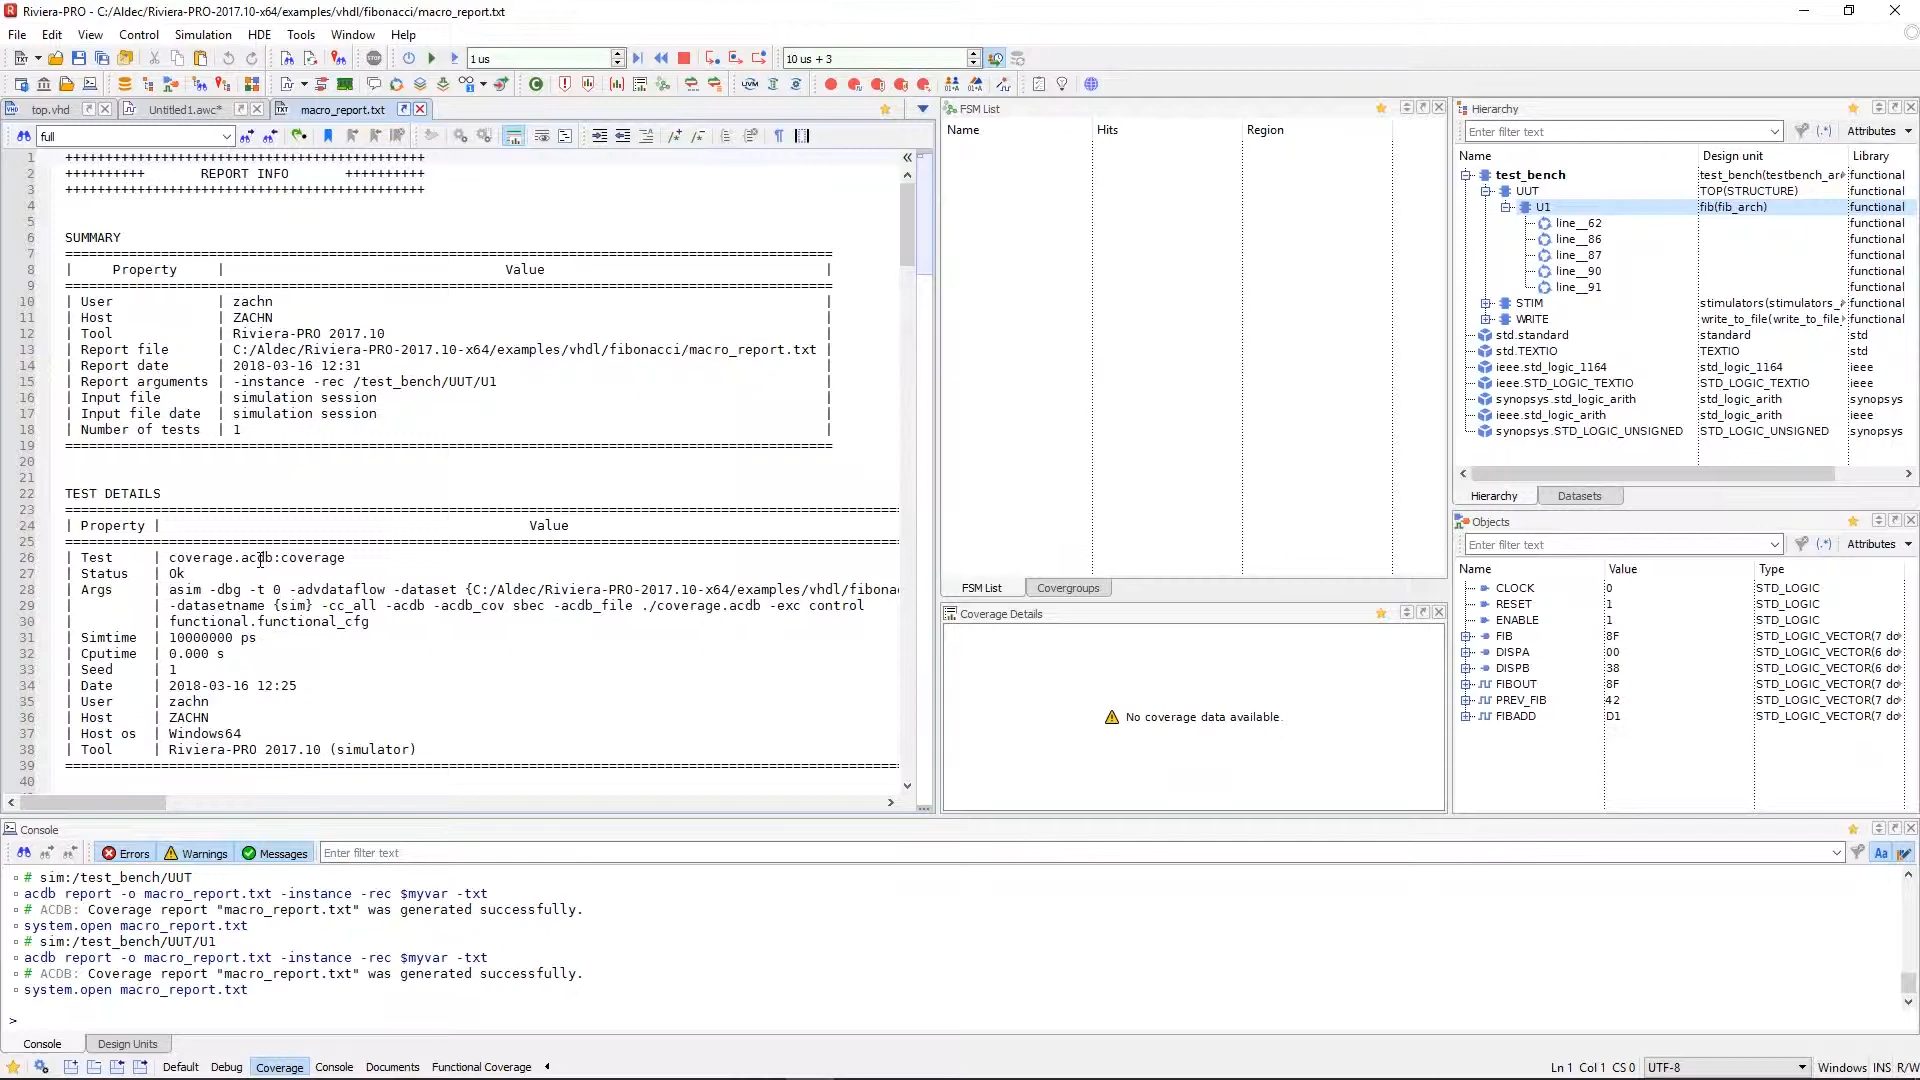 Riviera-PRO - C:/Aldec/Riviera-PRO-2017.10-x64/examples/vhdl/fibonacci/macro_report.txt
File Edit View Control Simulation HDE Tools Window Help
1 us
10 us + 3
top.vhd
Untitled1.awc*
macro_report.txt
full
1 +++++++++++++++++++++++++++++++++++++++++++++
2 ++++++++++ REPORT INFO ++++++++++
3 +++++++++++++++++++++++++++++++++++++++++++++
4
5
6 SUMMARY
7 ================================================================================================
8 | Property | Value |
9 ================================================================================================
10 | User | zachn |
11 | Host | ZACHN |
12 | Tool | Riviera-PRO 2017.10 |
13 | Report file | C:/Aldec/Riviera-PRO-2017.10-x64/examples/vhdl/fibonacci/macro_report.txt |
14 | Report date | 2018-03-16 12:31 |
15 | Report arguments | -instance -rec /test_bench/UUT/U1 |
16 | Input file | simulation session |
17 | Input file date | simulation session |
18 | Number of tests | 1 |
19 ================================================================================================
20
21
22 TEST DETAILS
23 ========================================================================================================
24 | Property | Value
25 ========================================================================================================
26 | Test | coverage.acdb:coverage
27 | Status | Ok
28 | Args | asim -dbg -t 0 -advdataflow -dataset {C:/Aldec/Riviera-PRO-2017.10-x64/examples/vhdl/fibona
29 | | -datasetname {sim} -cc_all -acdb -acdb_cov sbec -acdb_file ./coverage.acdb -exc control
30 | | functional.functional_cfg
31 | Simtime | 10000000 ps
32 | Cputime | 0.000 s
33 | Seed | 1
34 | Date | 2018-03-16 12:25
35 | User | zachn
36 | Host | ZACHN
37 | Host os | Windows64
38 | Tool | Riviera-PRO 2017.10 (simulator)
39 ========================================================================================================
40
FSM List
Name Hits Region
FSM List Covergroups
Coverage Details
No coverage data available.
Hierarchy
Enter filter text
Attributes
Name Design unit Library
test_bench test_bench(testbench_ar functional
UUT TOP(STRUCTURE) functional
U1 fib(fib_arch) functional
line__62 functional
line__86 functional
line__87 functional
line__90 functional
line__91 functional
STIM stimulators(stimulators_ functional
WRITE write_to_file(write_to_file_ functional
std.standard standard std
std.TEXTIO TEXTIO std
ieee.std_logic_1164 std_logic_1164 ieee
ieee.STD_LOGIC_TEXTIO STD_LOGIC_TEXTIO ieee
synopsys.std_logic_arith std_logic_arith synopsys
ieee.std_logic_arith std_logic_arith ieee
synopsys.STD_LOGIC_UNSIGNED STD_LOGIC_UNSIGNED synopsys
Hierarchy Datasets
Objects
Enter filter text
Attributes
Name Value Type
CLOCK 0 STD_LOGIC
RESET 1 STD_LOGIC
ENABLE 1 STD_LOGIC
FIB 8F STD_LOGIC_VECTOR(7 do
DISPA 00 STD_LOGIC_VECTOR(6 do
DISPB 38 STD_LOGIC_VECTOR(6 do
FIBOUT 8F STD_LOGIC_VECTOR(7 do
PREV_FIB 42 STD_LOGIC_VECTOR(7 do
FIBADD D1 STD_LOGIC_VECTOR(7 do
Console
Errors Warnings Messages Enter filter text
# sim:/test_bench/UUT
acdb report -o macro_report.txt -instance -rec $myvar -txt
# ACDB: Coverage report "macro_report.txt" was generated successfully.
system.open macro_report.txt
# sim:/test_bench/UUT/U1
acdb report -o macro_report.txt -instance -rec $myvar -txt
# ACDB: Coverage report "macro_report.txt" was generated successfully.
system.open macro_report.txt
>
Console Design Units
Default Debug Coverage Console Documents Functional Coverage
Ln 1 Col 1 CS 0 UTF-8 Windows INS R/W